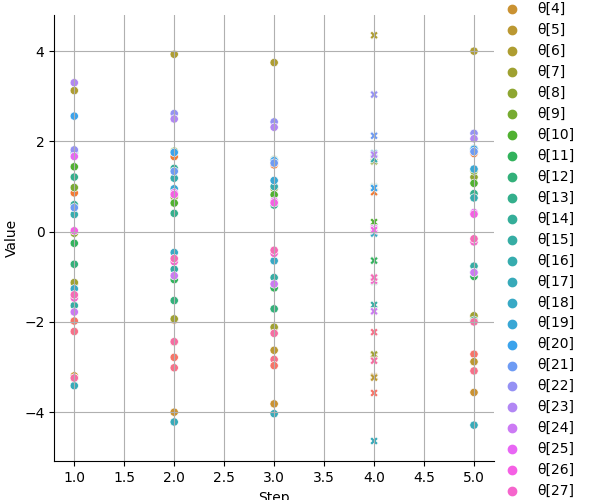 θ[4]
θ[5]
θ[6]
θ[7]
θ[8]
θ[9]
θ[10]
θ[11]
θ[12]
θ[13]
θ[14]
θ[15]
θ[16]
θ[17]
θ[18]
θ[19]
θ[20]
θ[21]
θ[22]
θ[23]
θ[24]
θ[25]
θ[26]
θ[27]
Value
4
2
0
−2
−4
1.0 1.5 2.0 2.5 3.0 3.5 4.0 4.5 5.0
Step